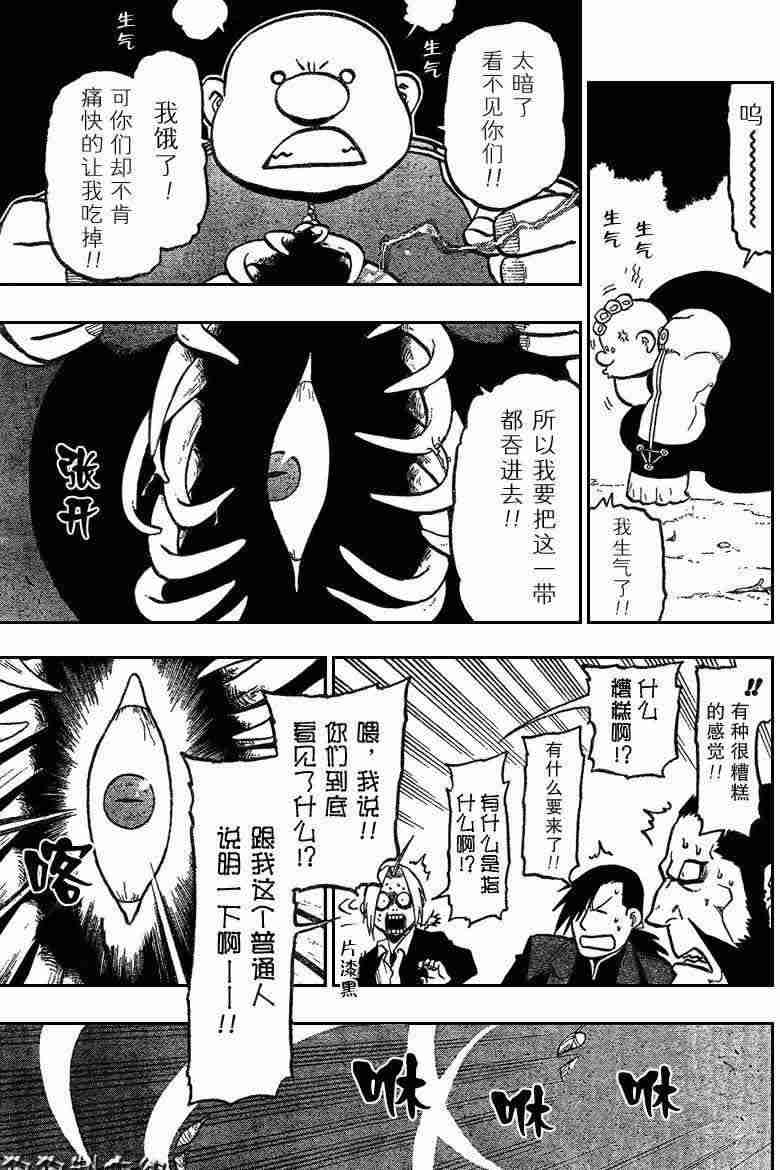 呜～～～～
生气
生气
我生气了！！
太暗了
看不见你们！！
生气
生气
我饿了！
可你们却不肯
痛快的让我吃掉！！
所以我要把这一带
都吞进去！！
张开
！！
有种很糟糕
的感觉！！
什么
糟糕啊！？
有什么要来了！！
有什么是指
什么啊！？
片漆黑
喂，我说！！
你们到底
看见了什么！？
跟我这个普通人
说明一下啊——！！
喀
咻
咻
咻
咻